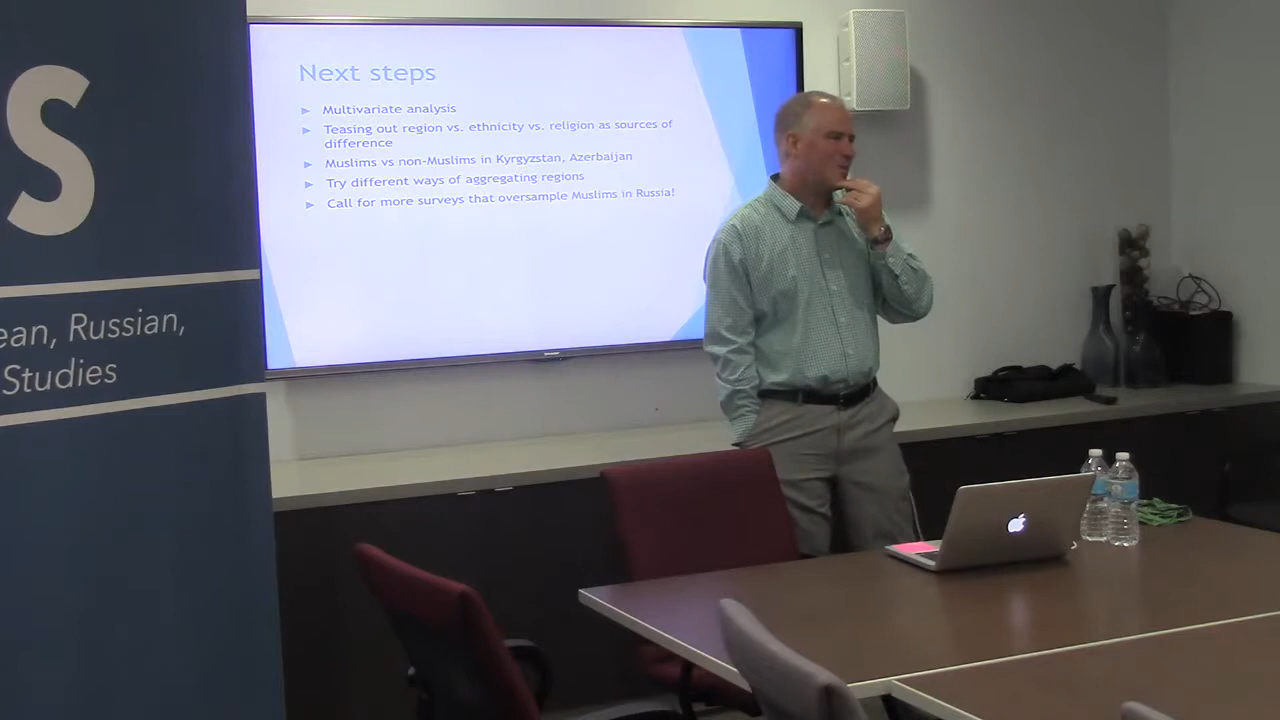 S
ean, Russian,
Studies
Next steps
Multivariate analysis
Teasing out region vs. ethnicity vs. religion as sources of
difference
Muslims vs non-Muslims in Kyrgyzstan, Azerbaijan
Try different ways of aggregating regions
Call for more surveys that oversample Muslims in Russia!